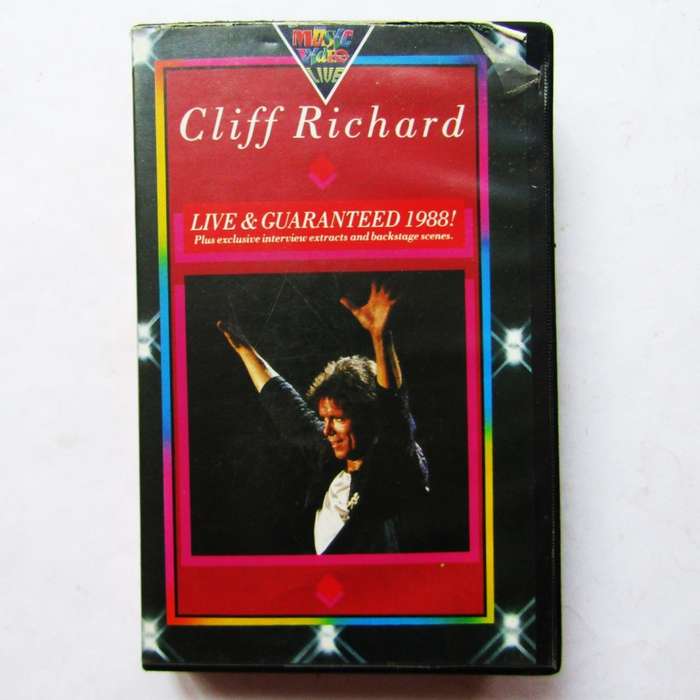 MUSIC
VIDEO
LIVE
Cliff Richard
LIVE & GUARANTEED 1988!
Plus exclusive interview extracts and backstage scenes.